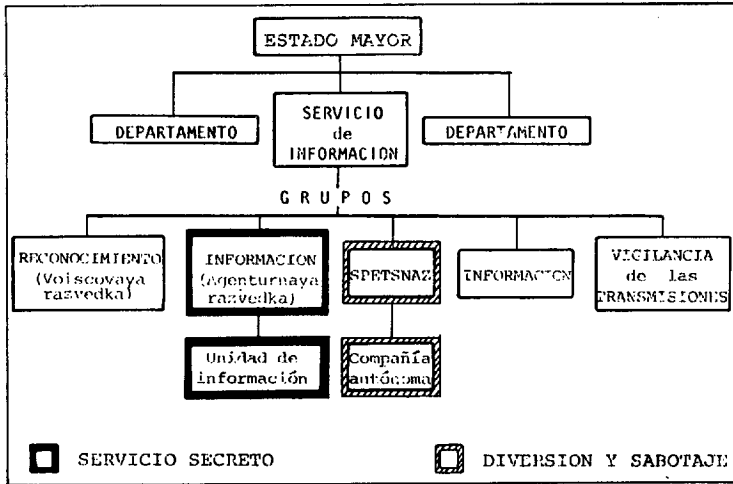 ESTADO MAYOR
DEPARTAMENTO
SERVICIO
de
INFORMACION
DEPARTAMENTO
GRUPOS
RECONOCIMIENTO
(Voiscovaya
razvedka)
INFORMACION
(Agenturnaya
razvedka)
SPETSNAZ
INFORMACION
VIGILANCIA
de las
TRANSMISIONES
Unidad de
información
Compañía
autónoma
SERVICIO SECRETO
DIVERSION Y SABOTAJE